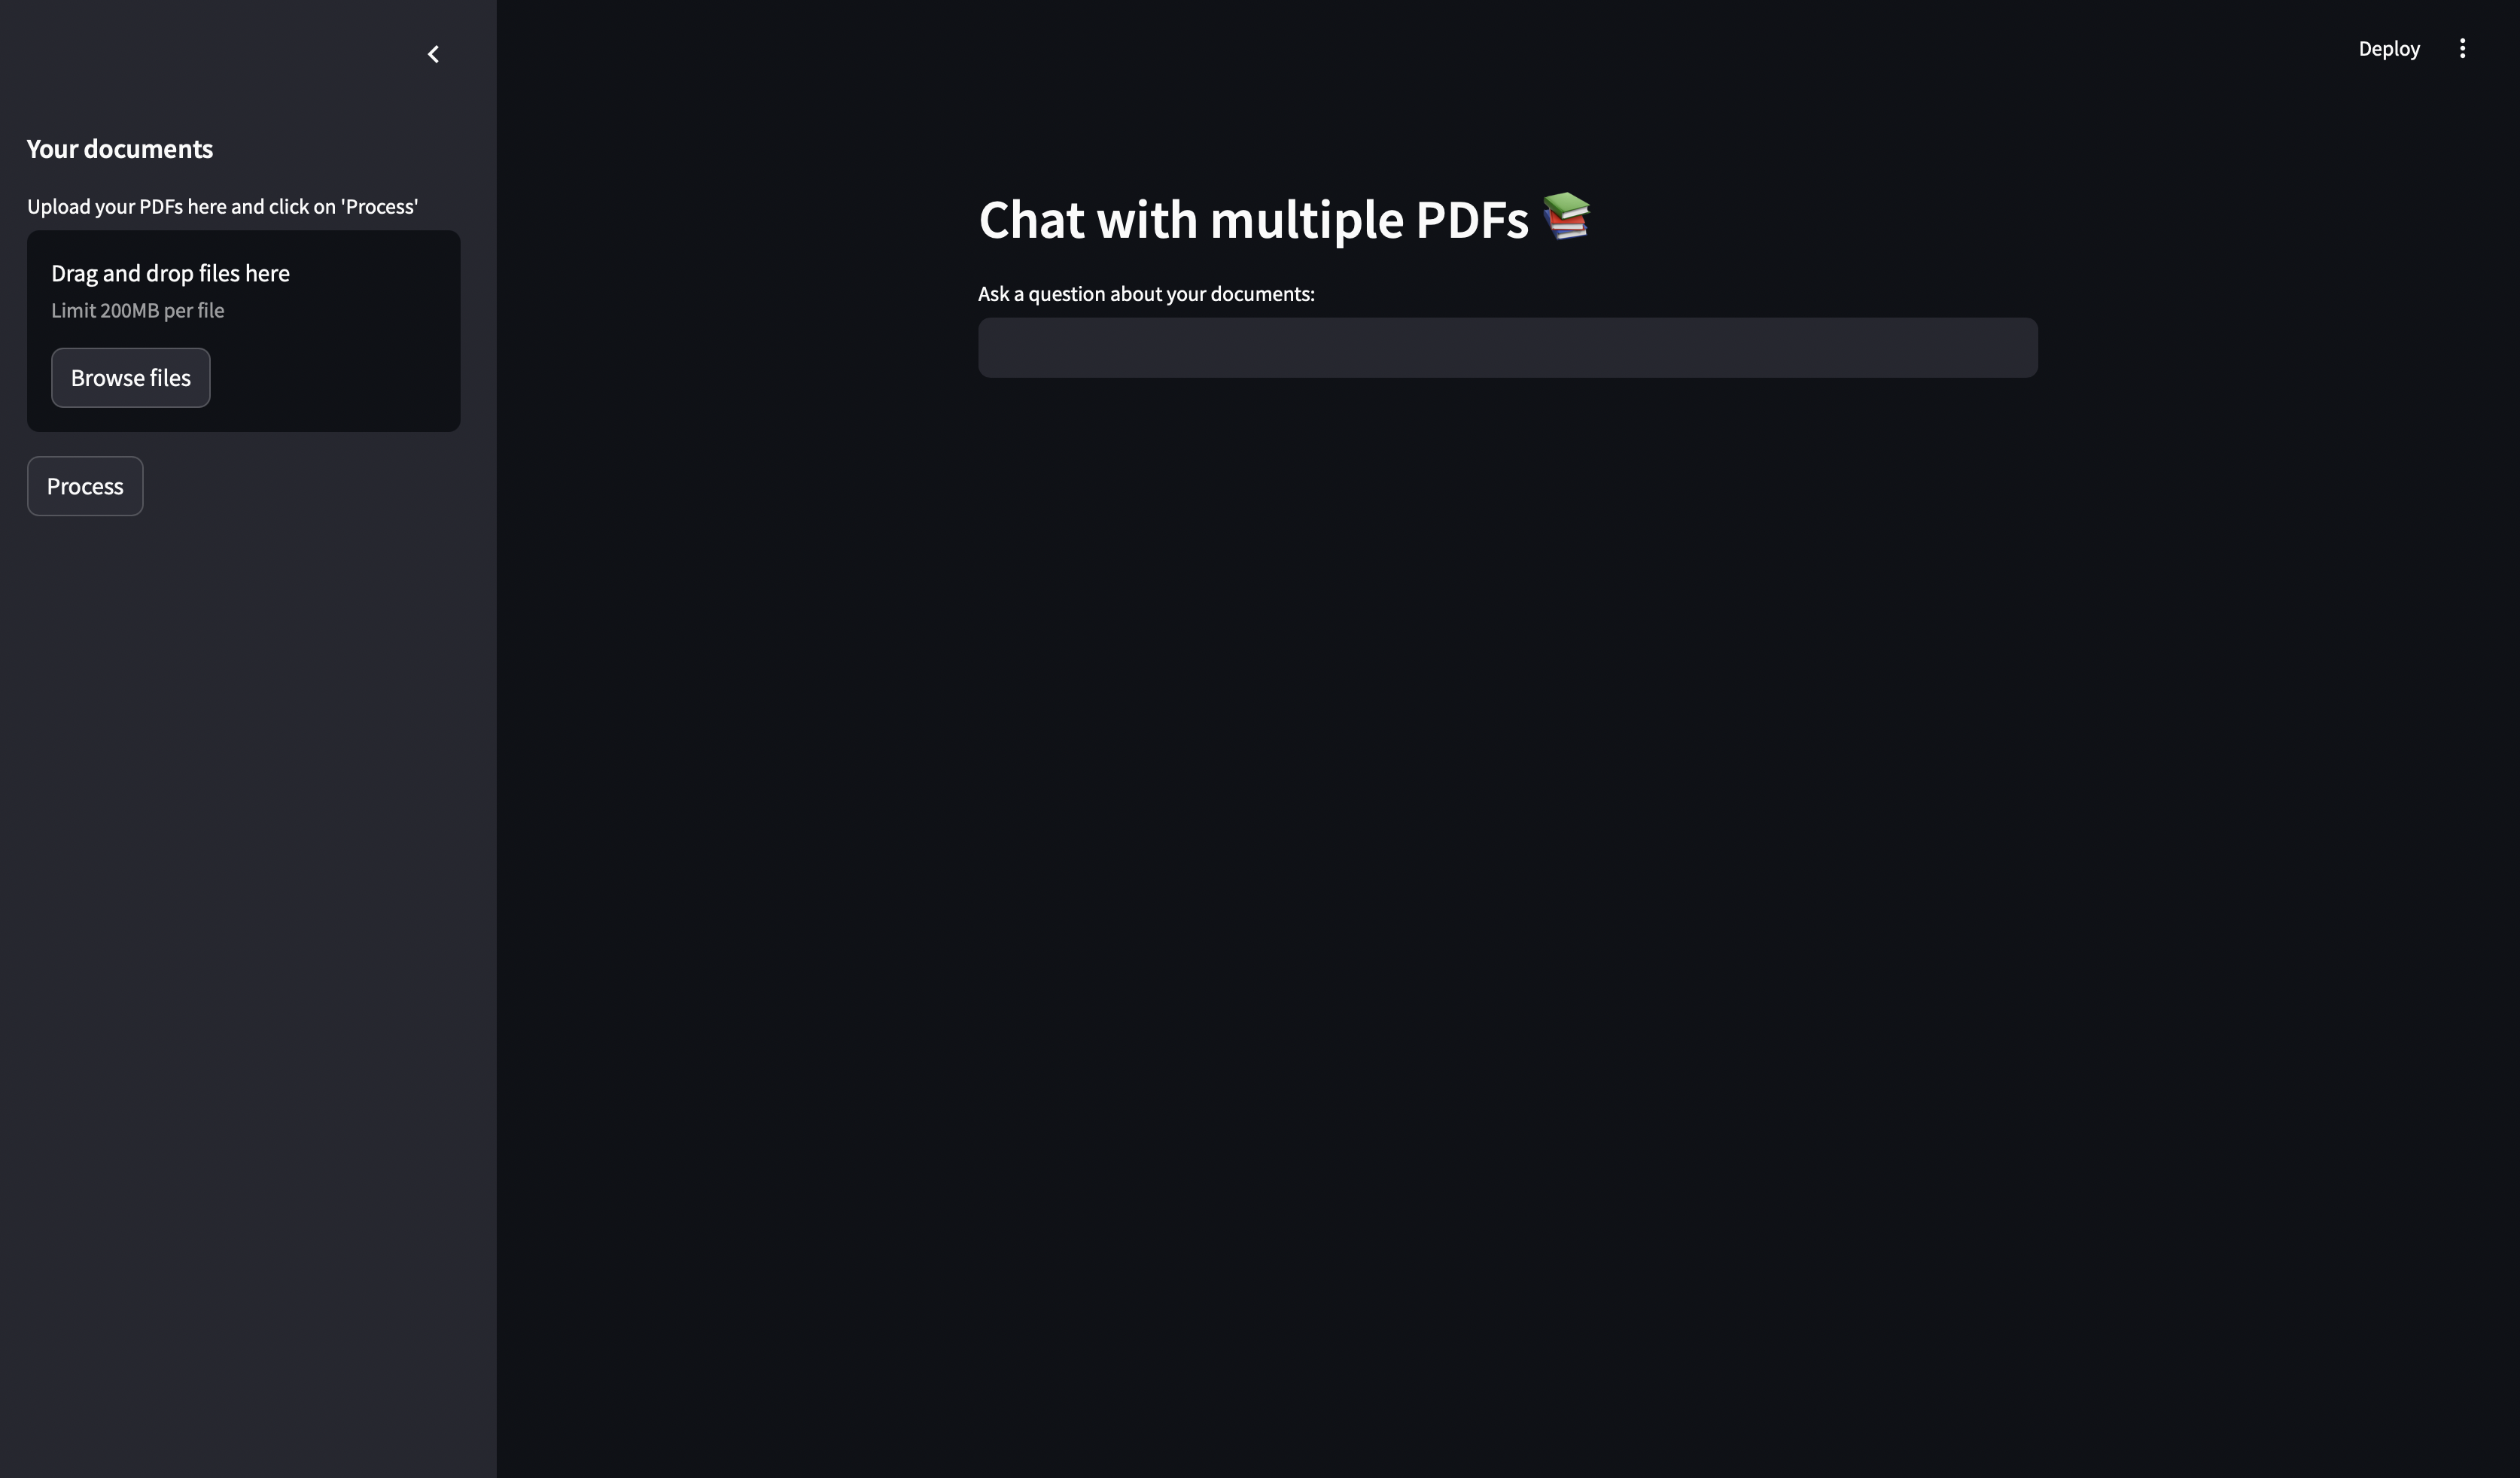 Deploy
Your documents
Upload your PDFs here and click on 'Process'
Drag and drop files here
Limit 200MB per file
Browse files
Process
Chat with multiple PDFs 📚
Ask a question about your documents: